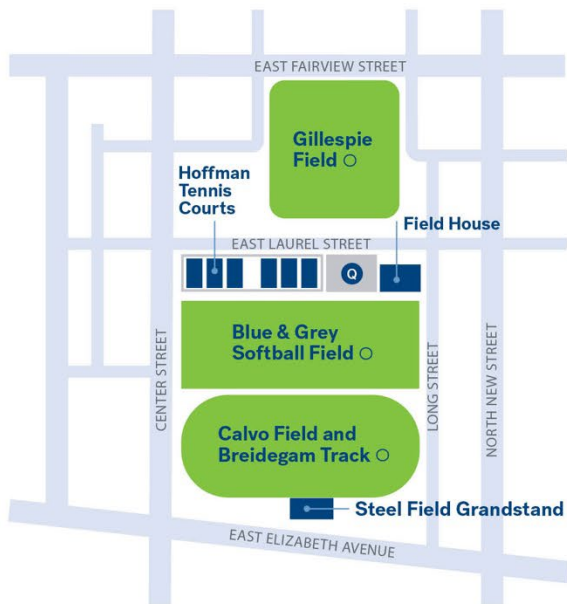 EAST FAIRVIEW STREET
Gillespie
Field
Hoffman
Tennis
Courts
Field House
EAST LAUREL STREET
Q
Blue & Grey
Softball Field
CENTER STREET
LONG STREET
NORTH NEW STREET
Calvo Field and
Breidegam Track
Steel Field Grandstand
EAST ELIZABETH AVENUE